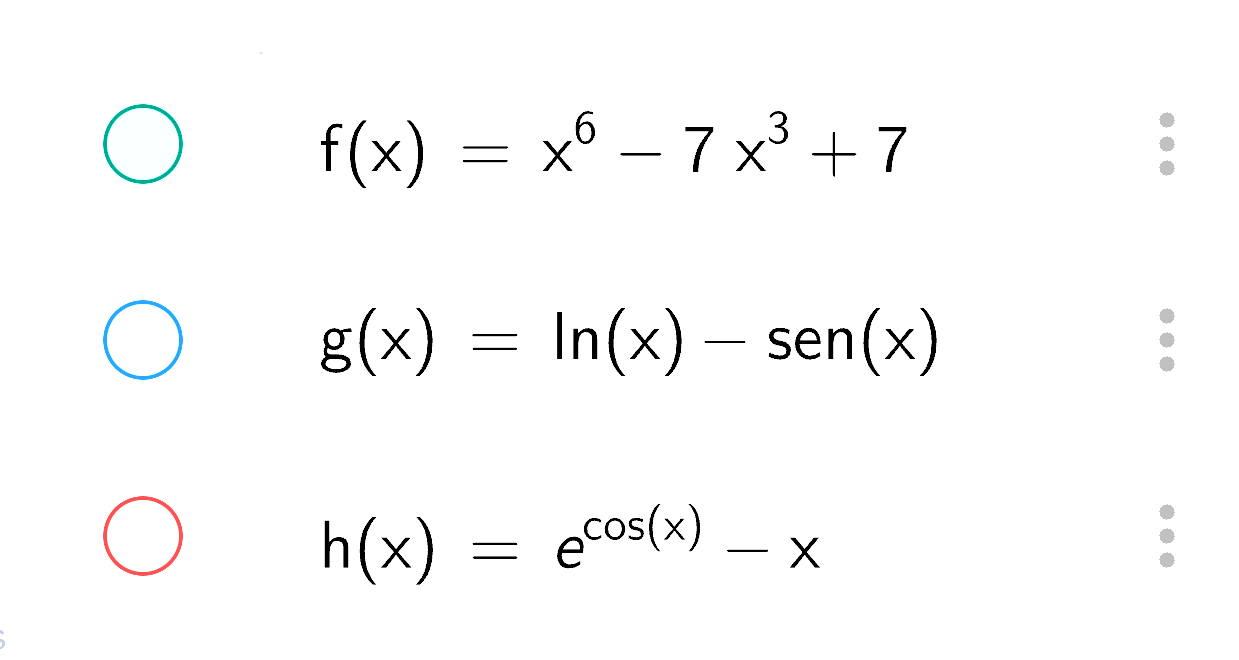 f(x) = x⁶ − 7 x³ + 7
g(x) = ln(x) − sen(x)
h(x) = e^cos(x) − x